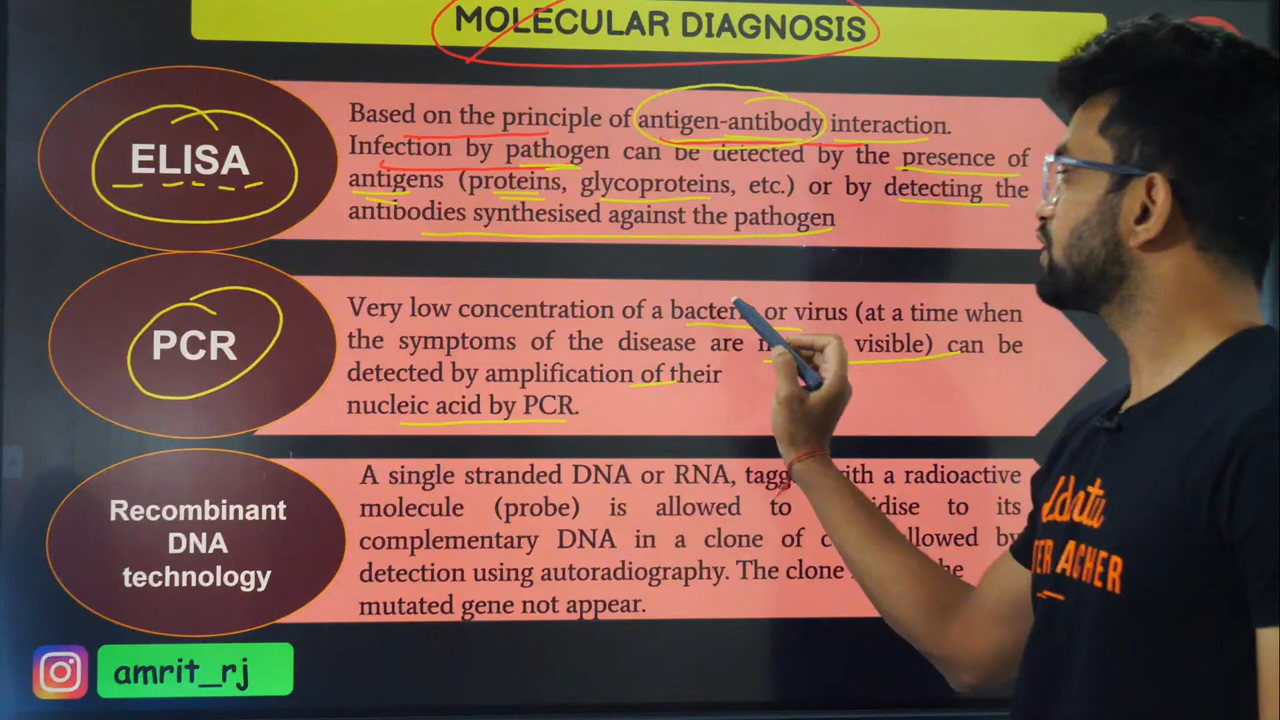 MOLECULAR DIAGNOSIS
ELISA
Based on the principle of antigen-antibody interaction.
Infection by pathogen can be detected by the presence of
antigens (proteins, glycoproteins, etc.) or by detecting the
antibodies synthesised against the pathogen
PCR
Very low concentration of a or virus (at a time when
the symptoms of the disease are visible) can be
detected by amplification of their
nucleic acid by PCR.
Recombinant
DNA
technology
A single stranded DNA or RNA, with a radioactive
molecule (probe) is allowed to to its
complementary DNA in a clone of by
detection using autoradiography. The clone
mutated gene not appear.
amrit_rj